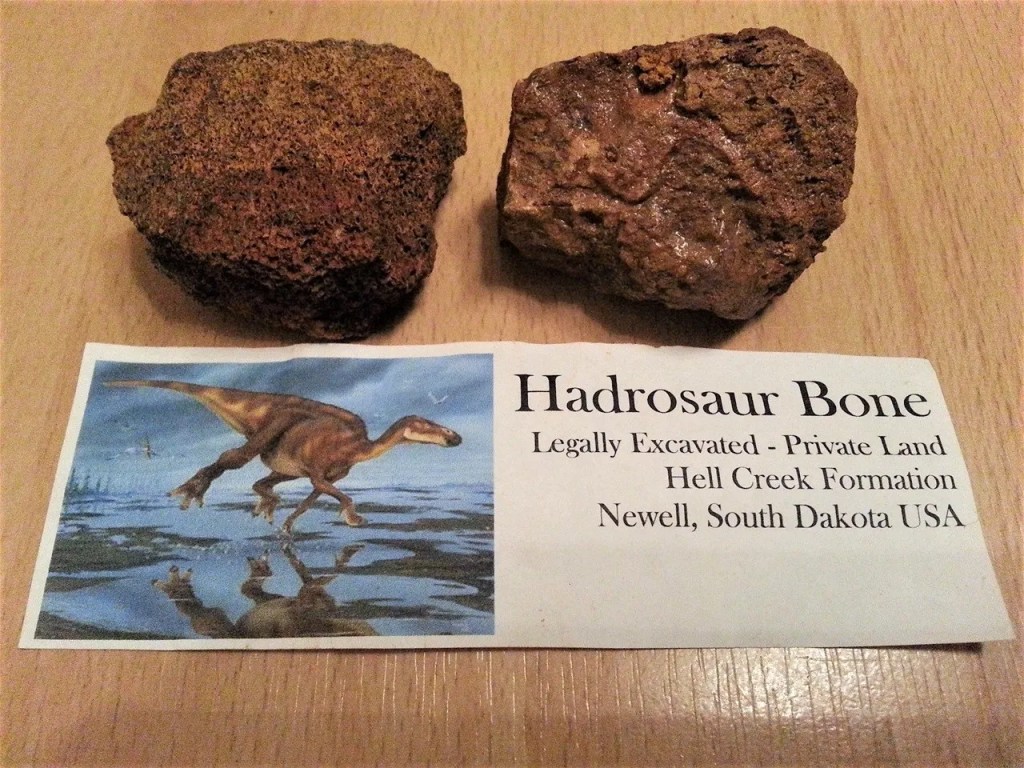 Hadrosaur Bone
Legally Excavated - Private Land
Hell Creek Formation
Newell, South Dakota USA